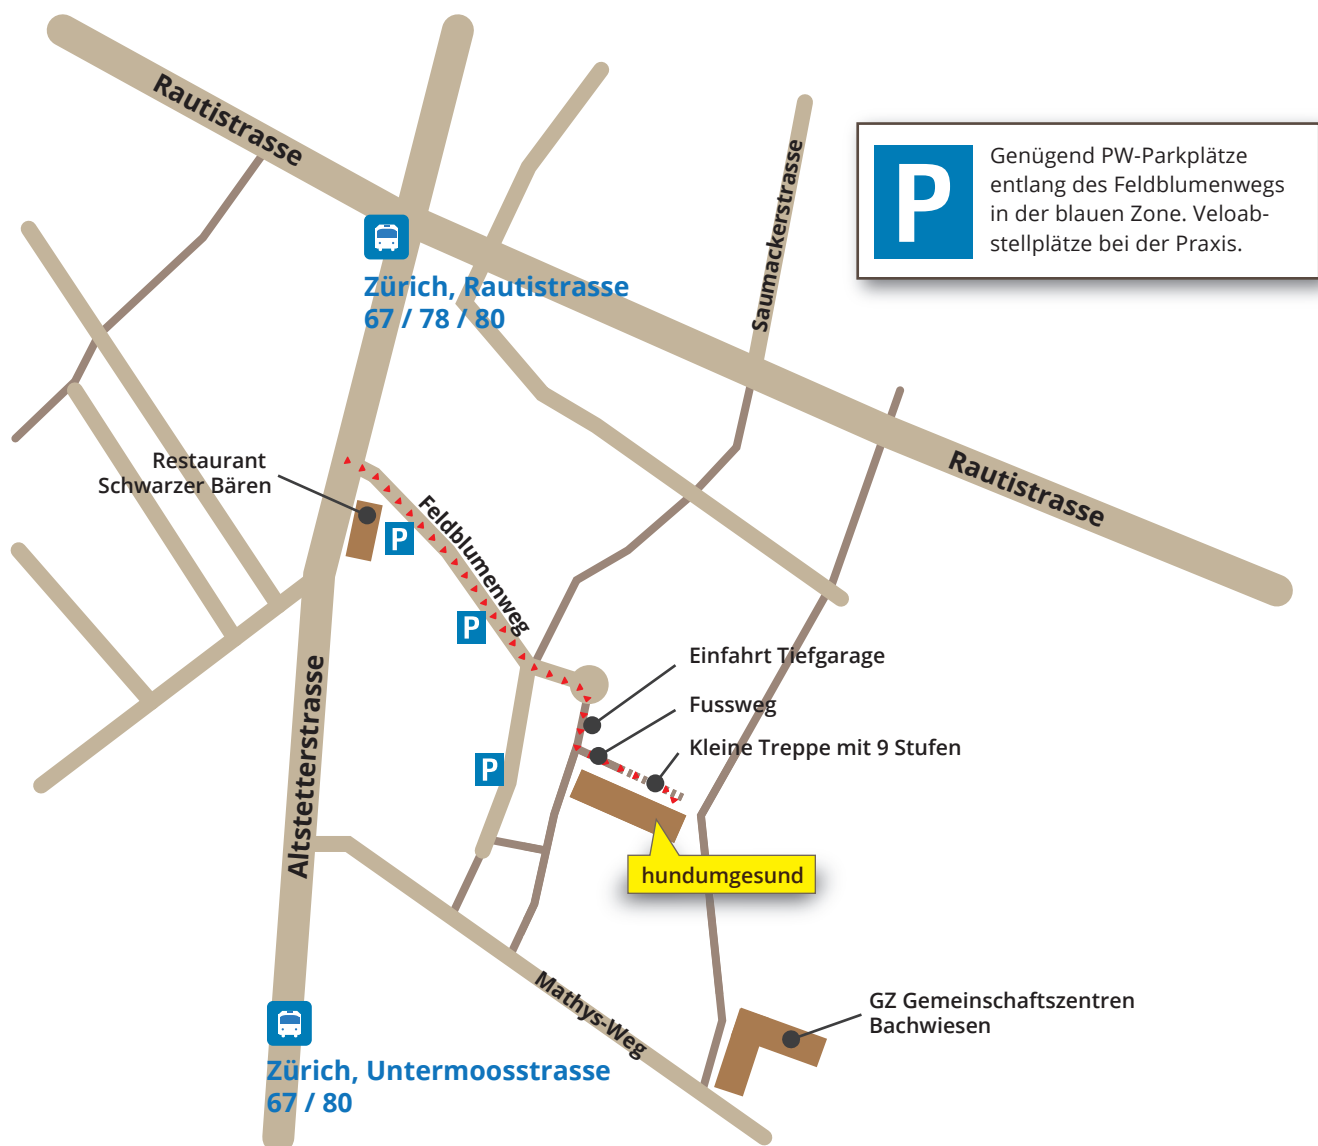 Rautistrasse
Saumackerstrasse
P
Genügend PW-Parkplätze
entlang des Feldblumenwegs
in der blauen Zone. Veloab-
stellplätze bei der Praxis.
Zürich, Rautistrasse
67 / 78 / 80
Restaurant
Schwarzer Bären
Rautistrasse
Feldblumenweg
P
P
Einfahrt Tiefgarage
Fussweg
Kleine Treppe mit 9 Stufen
P
Altstetterstrasse
hundumgesund
Mathys-Weg
GZ Gemeinschaftszentren
Bachwiesen
Zürich, Untermoosstrasse
67 / 80